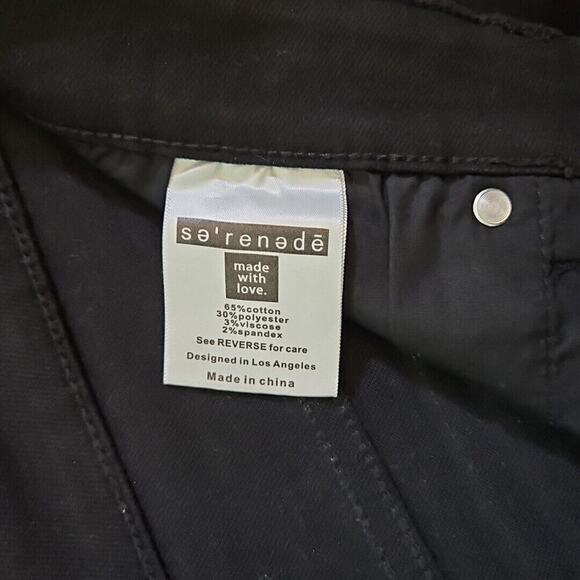 sə'renədē
made
with
love.
65%cotton
30%polyester
3%viscose
2%spandex
See REVERSE for care
Designed in Los Angeles
Made in china